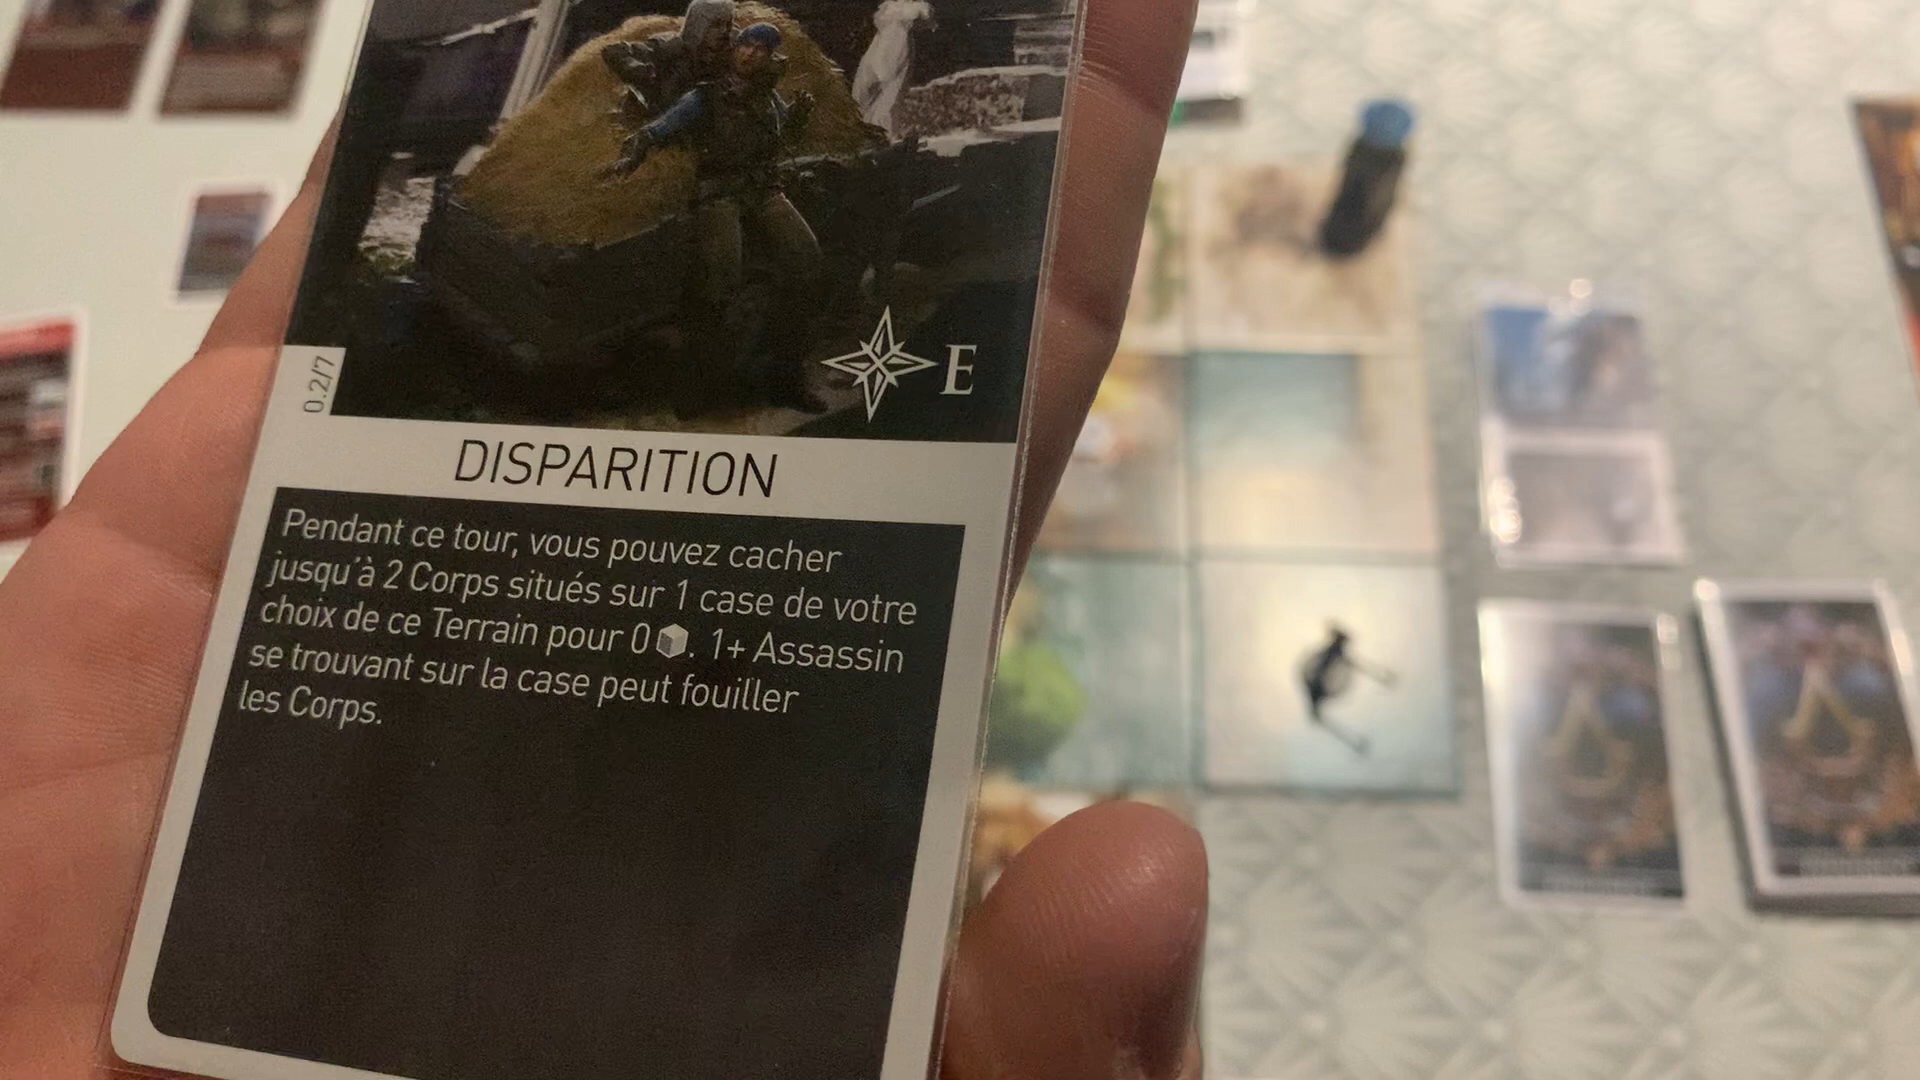 0.2/7
E
DISPARITION
Pendant ce tour, vous pouvez cacher
jusqu'à 2 Corps situés sur 1 case de votre
choix de ce Terrain pour 0 . 1+ Assassin
se trouvant sur la case peut fouiller
les Corps.